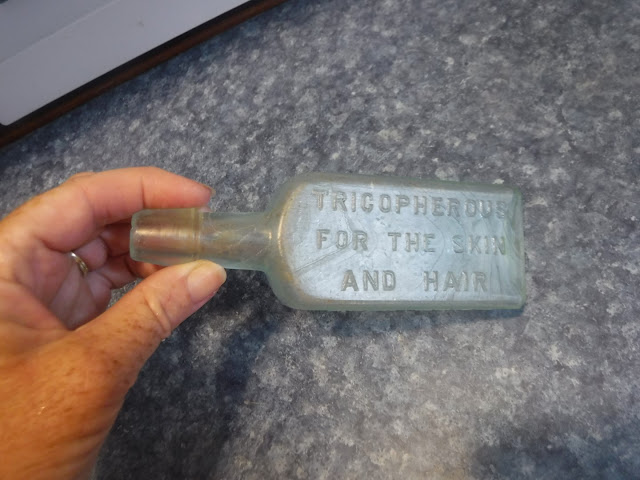 TRICOPHEROUS
FOR THE SKIN
AND HAIR